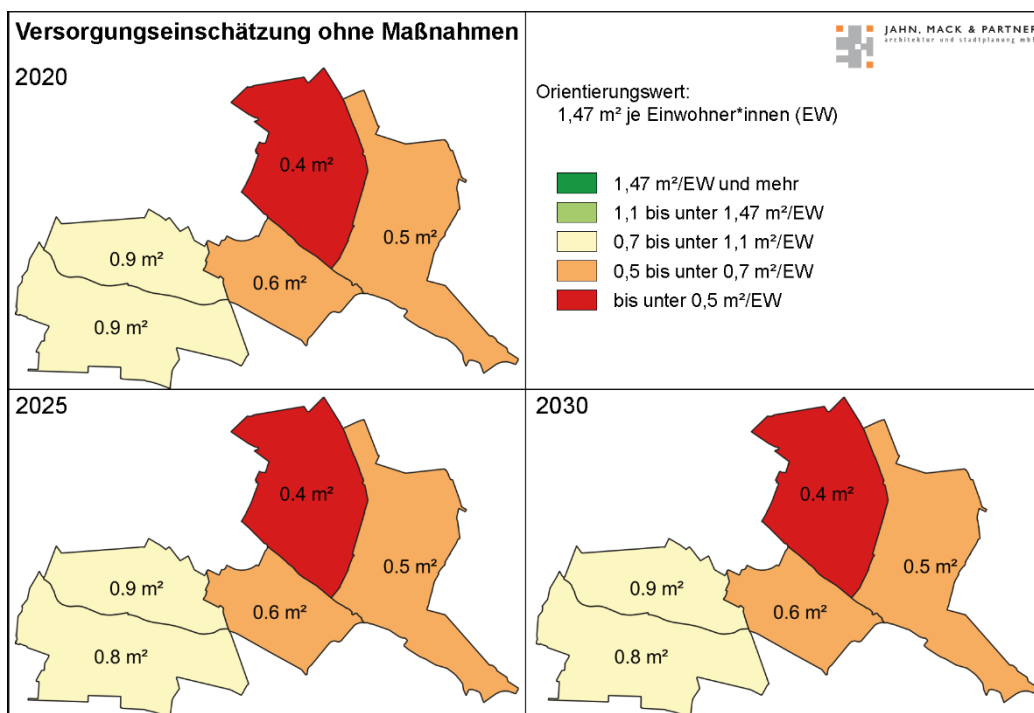 Versorgungseinschätzung ohne Maßnahmen
JAHN, MACK & PARTNER
architektur und stadtplanung mbB
2020
Orientierungswert:
1,47 m² je Einwohner*innen (EW)
0.4 m²
0.5 m²
0.6 m²
0.9 m²
0.9 m²
1,47 m²/EW und mehr
1,1 bis unter 1,47 m²/EW
0,7 bis unter 1,1 m²/EW
0,5 bis unter 0,7 m²/EW
bis unter 0,5 m²/EW
2025
0.4 m²
0.5 m²
0.9 m²
0.6 m²
0.8 m²
2030
0.4 m²
0.5 m²
0.9 m²
0.6 m²
0.8 m²